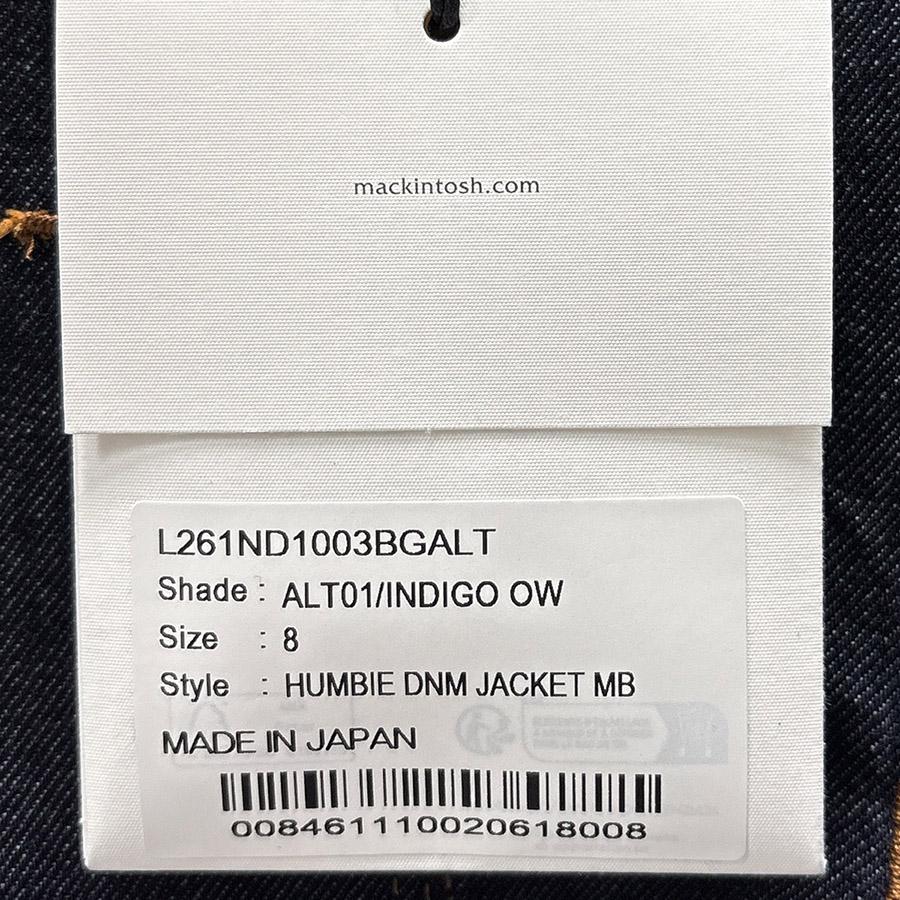 mackintosh.com
L261ND1003BGALT
Shade : ALT01/INDIGO OW
Size : 8
Style : HUMBIE DNM JACKET MB
MADE IN JAPAN
008461110020618008